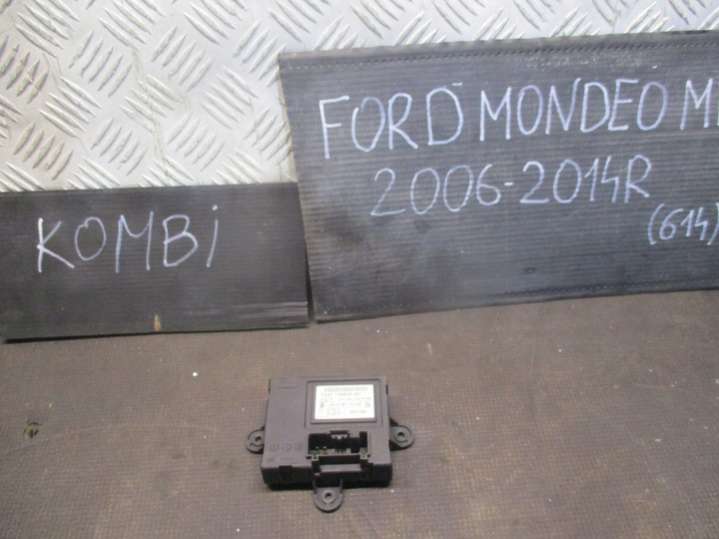 KOMBi
FORD MONDEO M
2006-2014R
(614)